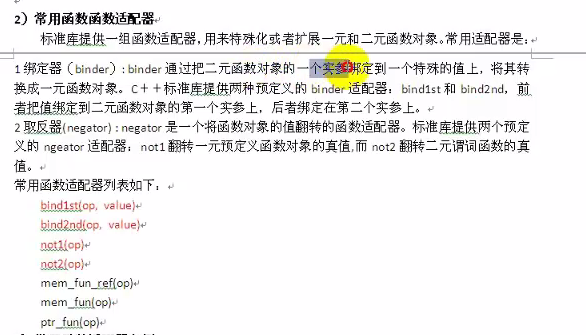 2）常用函数函数适配器
标准库提供一组函数适配器，用来特殊化或者扩展一元和二元函数对象。常用适配器是：
1 绑定器（binder）: binder 通过把二元函数对象的一个实参绑定到一个特殊的值上，将其转
换成一元函数对象。C＋＋标准库提供两种预定义的 binder 适配器：bind1st 和 bind2nd，前
者把值绑定到二元函数对象的第一个实参上，后者绑定在第二个实参上。
2 取反器(negator) : negator 是一个将函数对象的值翻转的函数适配器。标准库提供两个预定
义的 ngeator 适配器：not1 翻转一元预定义函数对象的真值,而 not2 翻转二元谓词函数的真
值。
常用函数适配器列表如下：
bind1st(op, value)
bind2nd(op, value)
not1(op)
not2(op)
mem_fun_ref(op)
mem_fun(op)
ptr_fun(op)